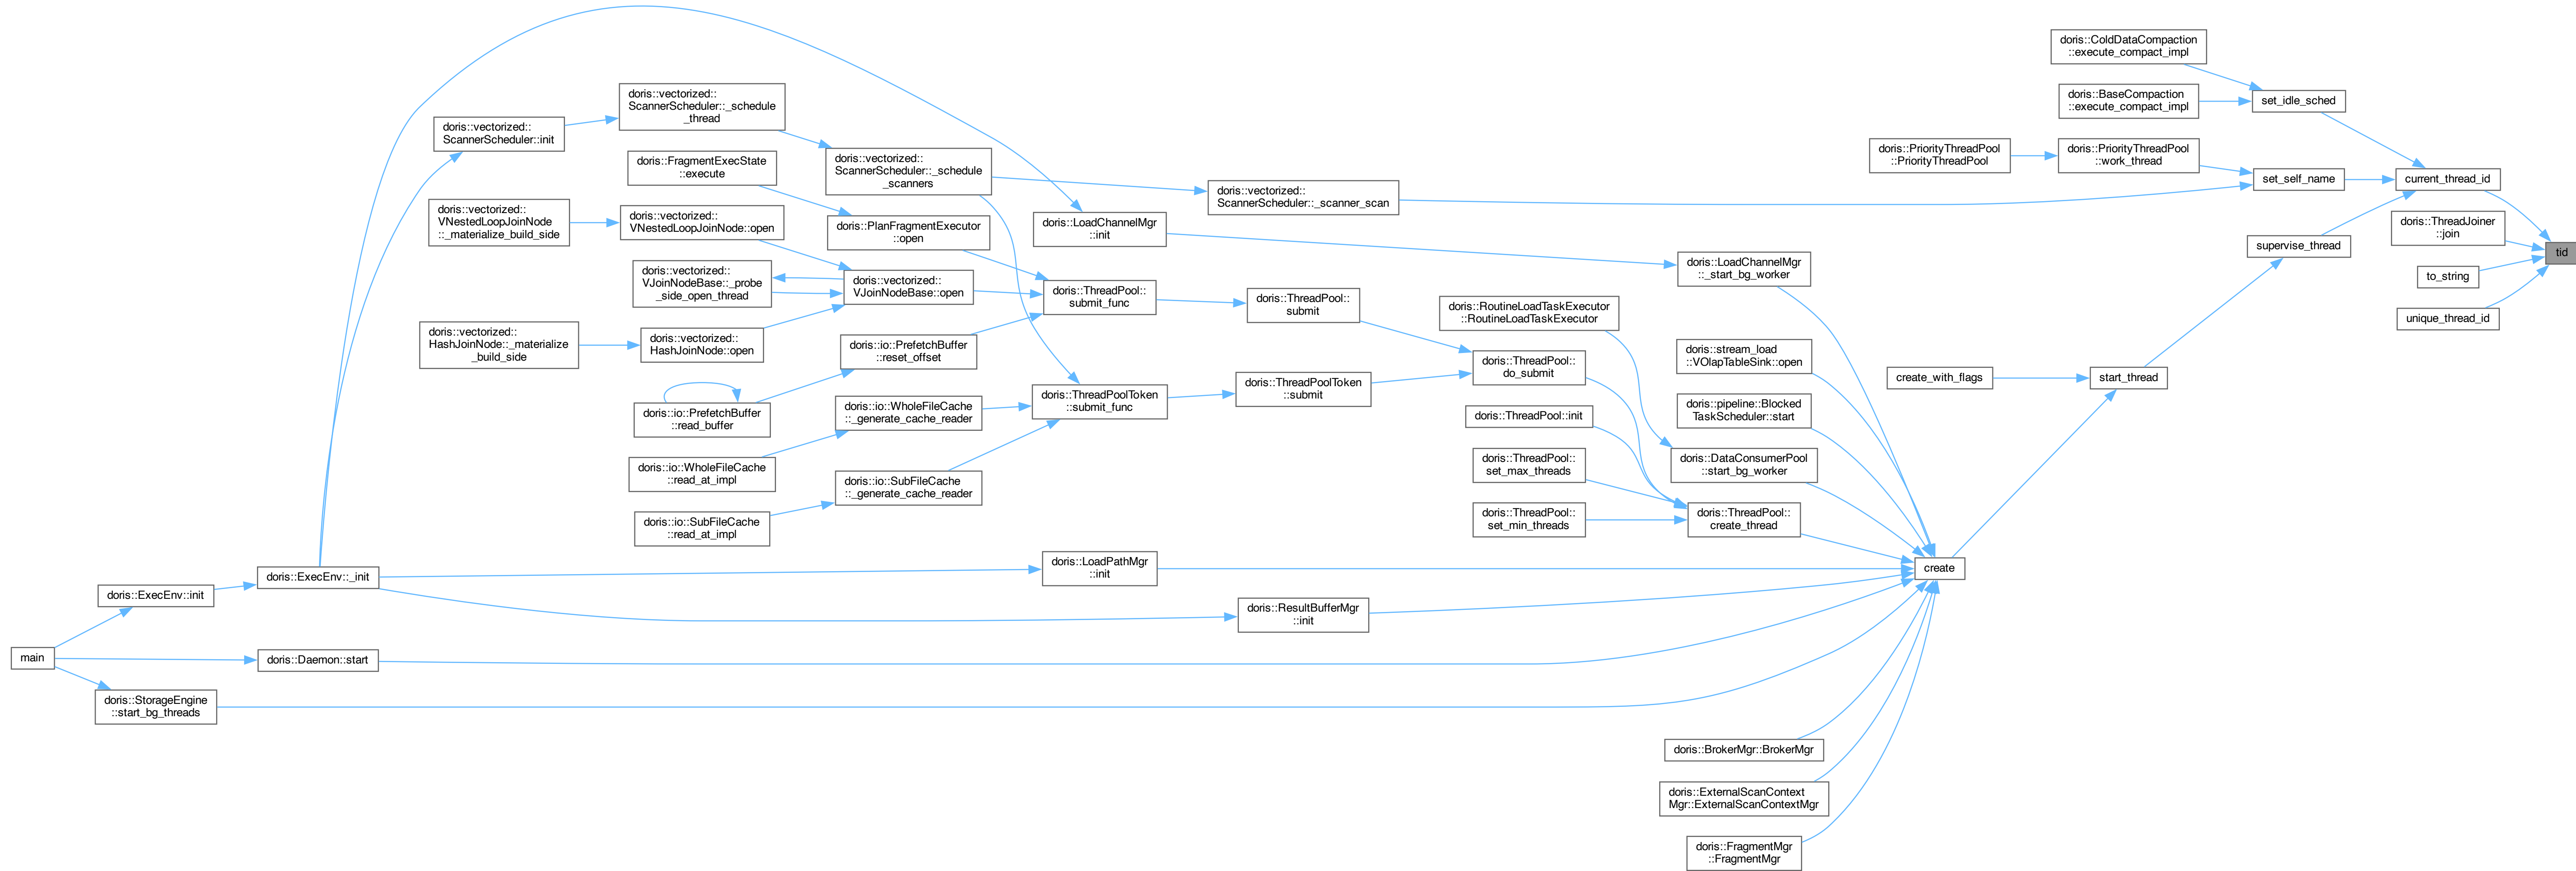 main
doris::ExecEnv::init
doris::StorageEngine
::start_bg_threads
doris::ExecEnv::_init
doris::Daemon::start
doris::vectorized::
ScannerScheduler::init
doris::vectorized::
VNestedLoopJoinNode
::_materialize_build_side
doris::vectorized::
HashJoinNode::_materialize
_build_side
doris::vectorized::
ScannerScheduler::_schedule
_thread
doris::FragmentExecState
::execute
doris::vectorized::
VNestedLoopJoinNode::open
doris::vectorized::
VJoinNodeBase::_probe
_side_open_thread
doris::vectorized::
HashJoinNode::open
doris::io::PrefetchBuffer
::read_buffer
doris::io::WholeFileCache
::read_at_impl
doris::io::SubFileCache
::read_at_impl
doris::vectorized::
ScannerScheduler::_schedule
_scanners
doris::PlanFragmentExecutor
::open
doris::vectorized::
VJoinNodeBase::open
doris::io::PrefetchBuffer
::reset_offset
doris::io::WholeFileCache
::_generate_cache_reader
doris::io::SubFileCache
::_generate_cache_reader
doris::LoadChannelMgr
::init
doris::ThreadPool::
submit_func
doris::ThreadPoolToken
::submit_func
doris::LoadPathMgr
::init
doris::vectorized::
ScannerScheduler::_scanner_scan
doris::ThreadPool::
submit
doris::ThreadPoolToken
::submit
doris::ResultBufferMgr
::init
doris::RoutineLoadTaskExecutor
::RoutineLoadTaskExecutor
doris::ThreadPool::
do_submit
doris::ThreadPool::init
doris::ThreadPool::
set_max_threads
doris::ThreadPool::
set_min_threads
doris::LoadChannelMgr
::_start_bg_worker
doris::stream_load
::VOlapTableSink::open
doris::pipeline::Blocked
TaskScheduler::start
doris::DataConsumerPool
::start_bg_worker
doris::ThreadPool::
create_thread
doris::BrokerMgr::BrokerMgr
doris::ExternalScanContext
Mgr::ExternalScanContextMgr
doris::FragmentMgr
::FragmentMgr
doris::PriorityThreadPool
::PriorityThreadPool
create_with_flags
create
doris::ColdDataCompaction
::execute_compact_impl
doris::BaseCompaction
::execute_compact_impl
doris::PriorityThreadPool
::work_thread
start_thread
set_idle_sched
set_self_name
supervise_thread
current_thread_id
doris::ThreadJoiner
::join
to_string
unique_thread_id
tid